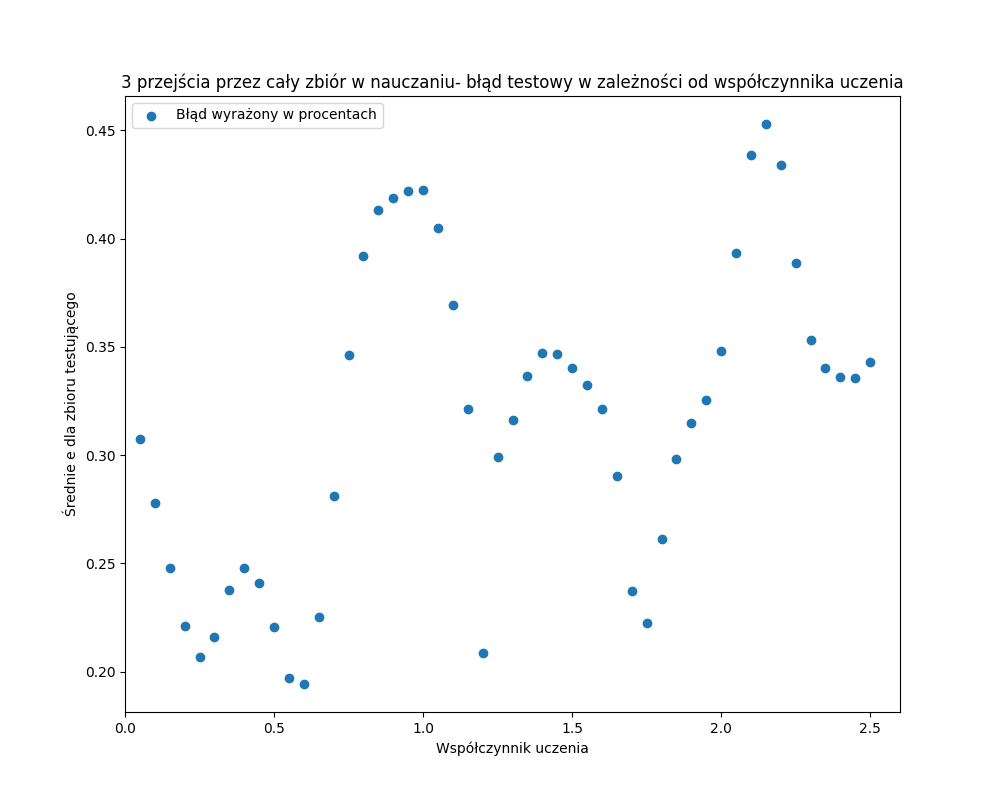 3 przejścia przez cały zbiór w nauczaniu- błąd testowy w zależności od współczynnika uczenia
Błąd wyrażony w procentach
Średnie e dla zbioru testującego
0.45
0.40
0.35
0.30
0.25
0.20
0.0 0.5 1.0 1.5 2.0 2.5
Współczynnik uczenia